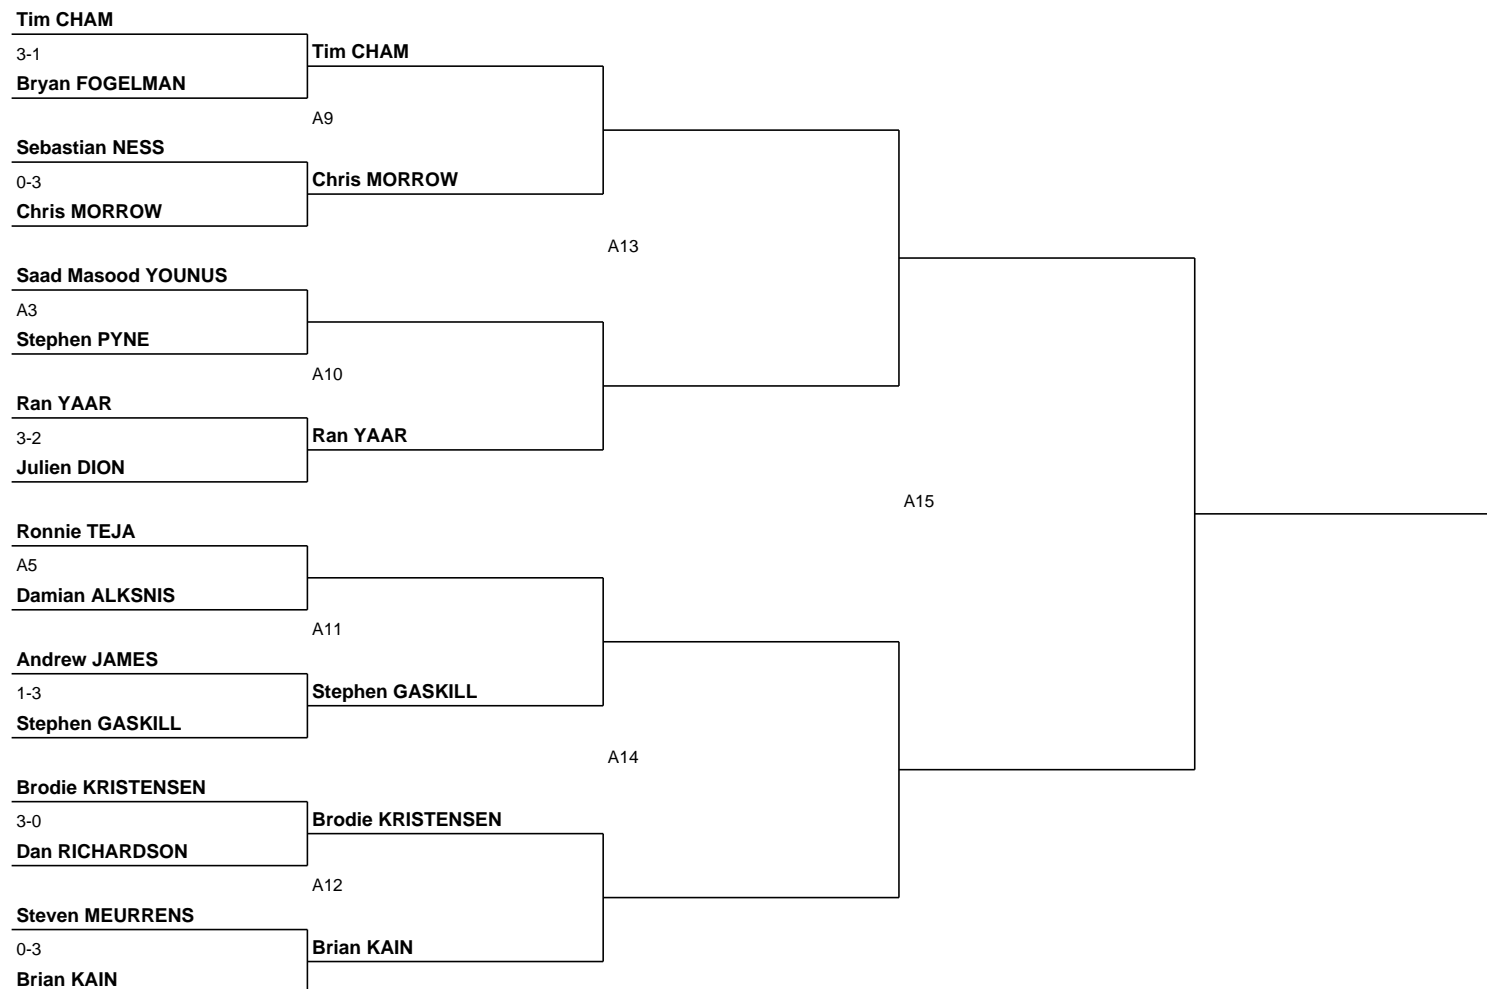 Tim CHAM
3-1
Bryan FOGELMAN
Sebastian NESS
0-3
Chris MORROW
Saad Masood YOUNUS
A3
Stephen PYNE
Ran YAAR
3-2
Julien DION
Ronnie TEJA
A5
Damian ALKSNIS
Andrew JAMES
1-3
Stephen GASKILL
Brodie KRISTENSEN
3-0
Dan RICHARDSON
Steven MEURRENS
0-3
Brian KAIN
Tim CHAM
A9
Chris MORROW
A10
Ran YAAR
A11
Stephen GASKILL
Brodie KRISTENSEN
A12
Brian KAIN
A13
A14
A15